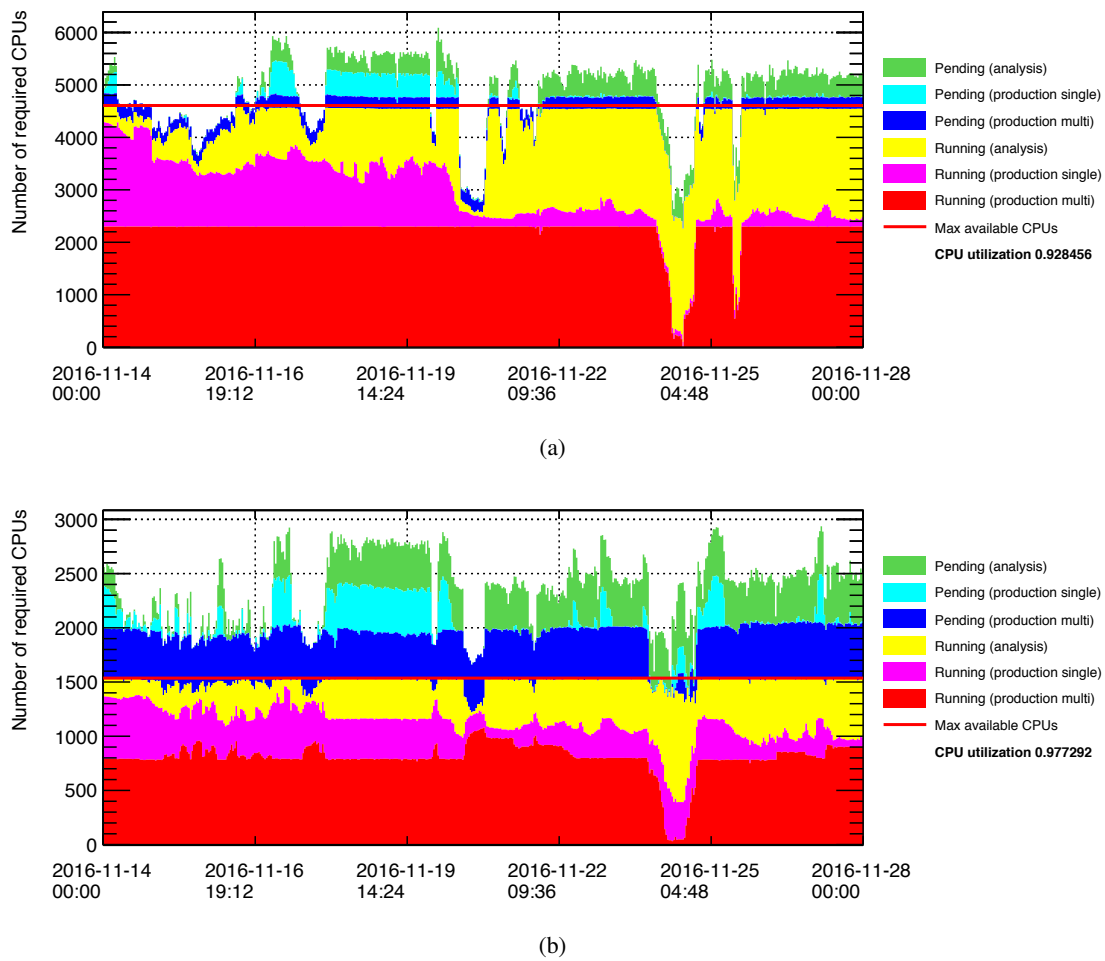 Number of required CPUs
6000
5000
4000
3000
2000
1000
0
2016-11-14 2016-11-16 2016-11-19 2016-11-22 2016-11-25 2016-11-28
00:00 19:12 14:24 09:36 04:48 00:00
Pending (analysis)
Pending (production single)
Pending (production multi)
Running (analysis)
Running (production single)
Running (production multi)
Max available CPUs
CPU utilization 0.928456
(a)
Number of required CPUs
3000
2500
2000
1500
1000
500
0
2016-11-14 2016-11-16 2016-11-19 2016-11-22 2016-11-25 2016-11-28
00:00 19:12 14:24 09:36 04:48 00:00
Pending (analysis)
Pending (production single)
Pending (production multi)
Running (analysis)
Running (production single)
Running (production multi)
Max available CPUs
CPU utilization 0.977292
(b)